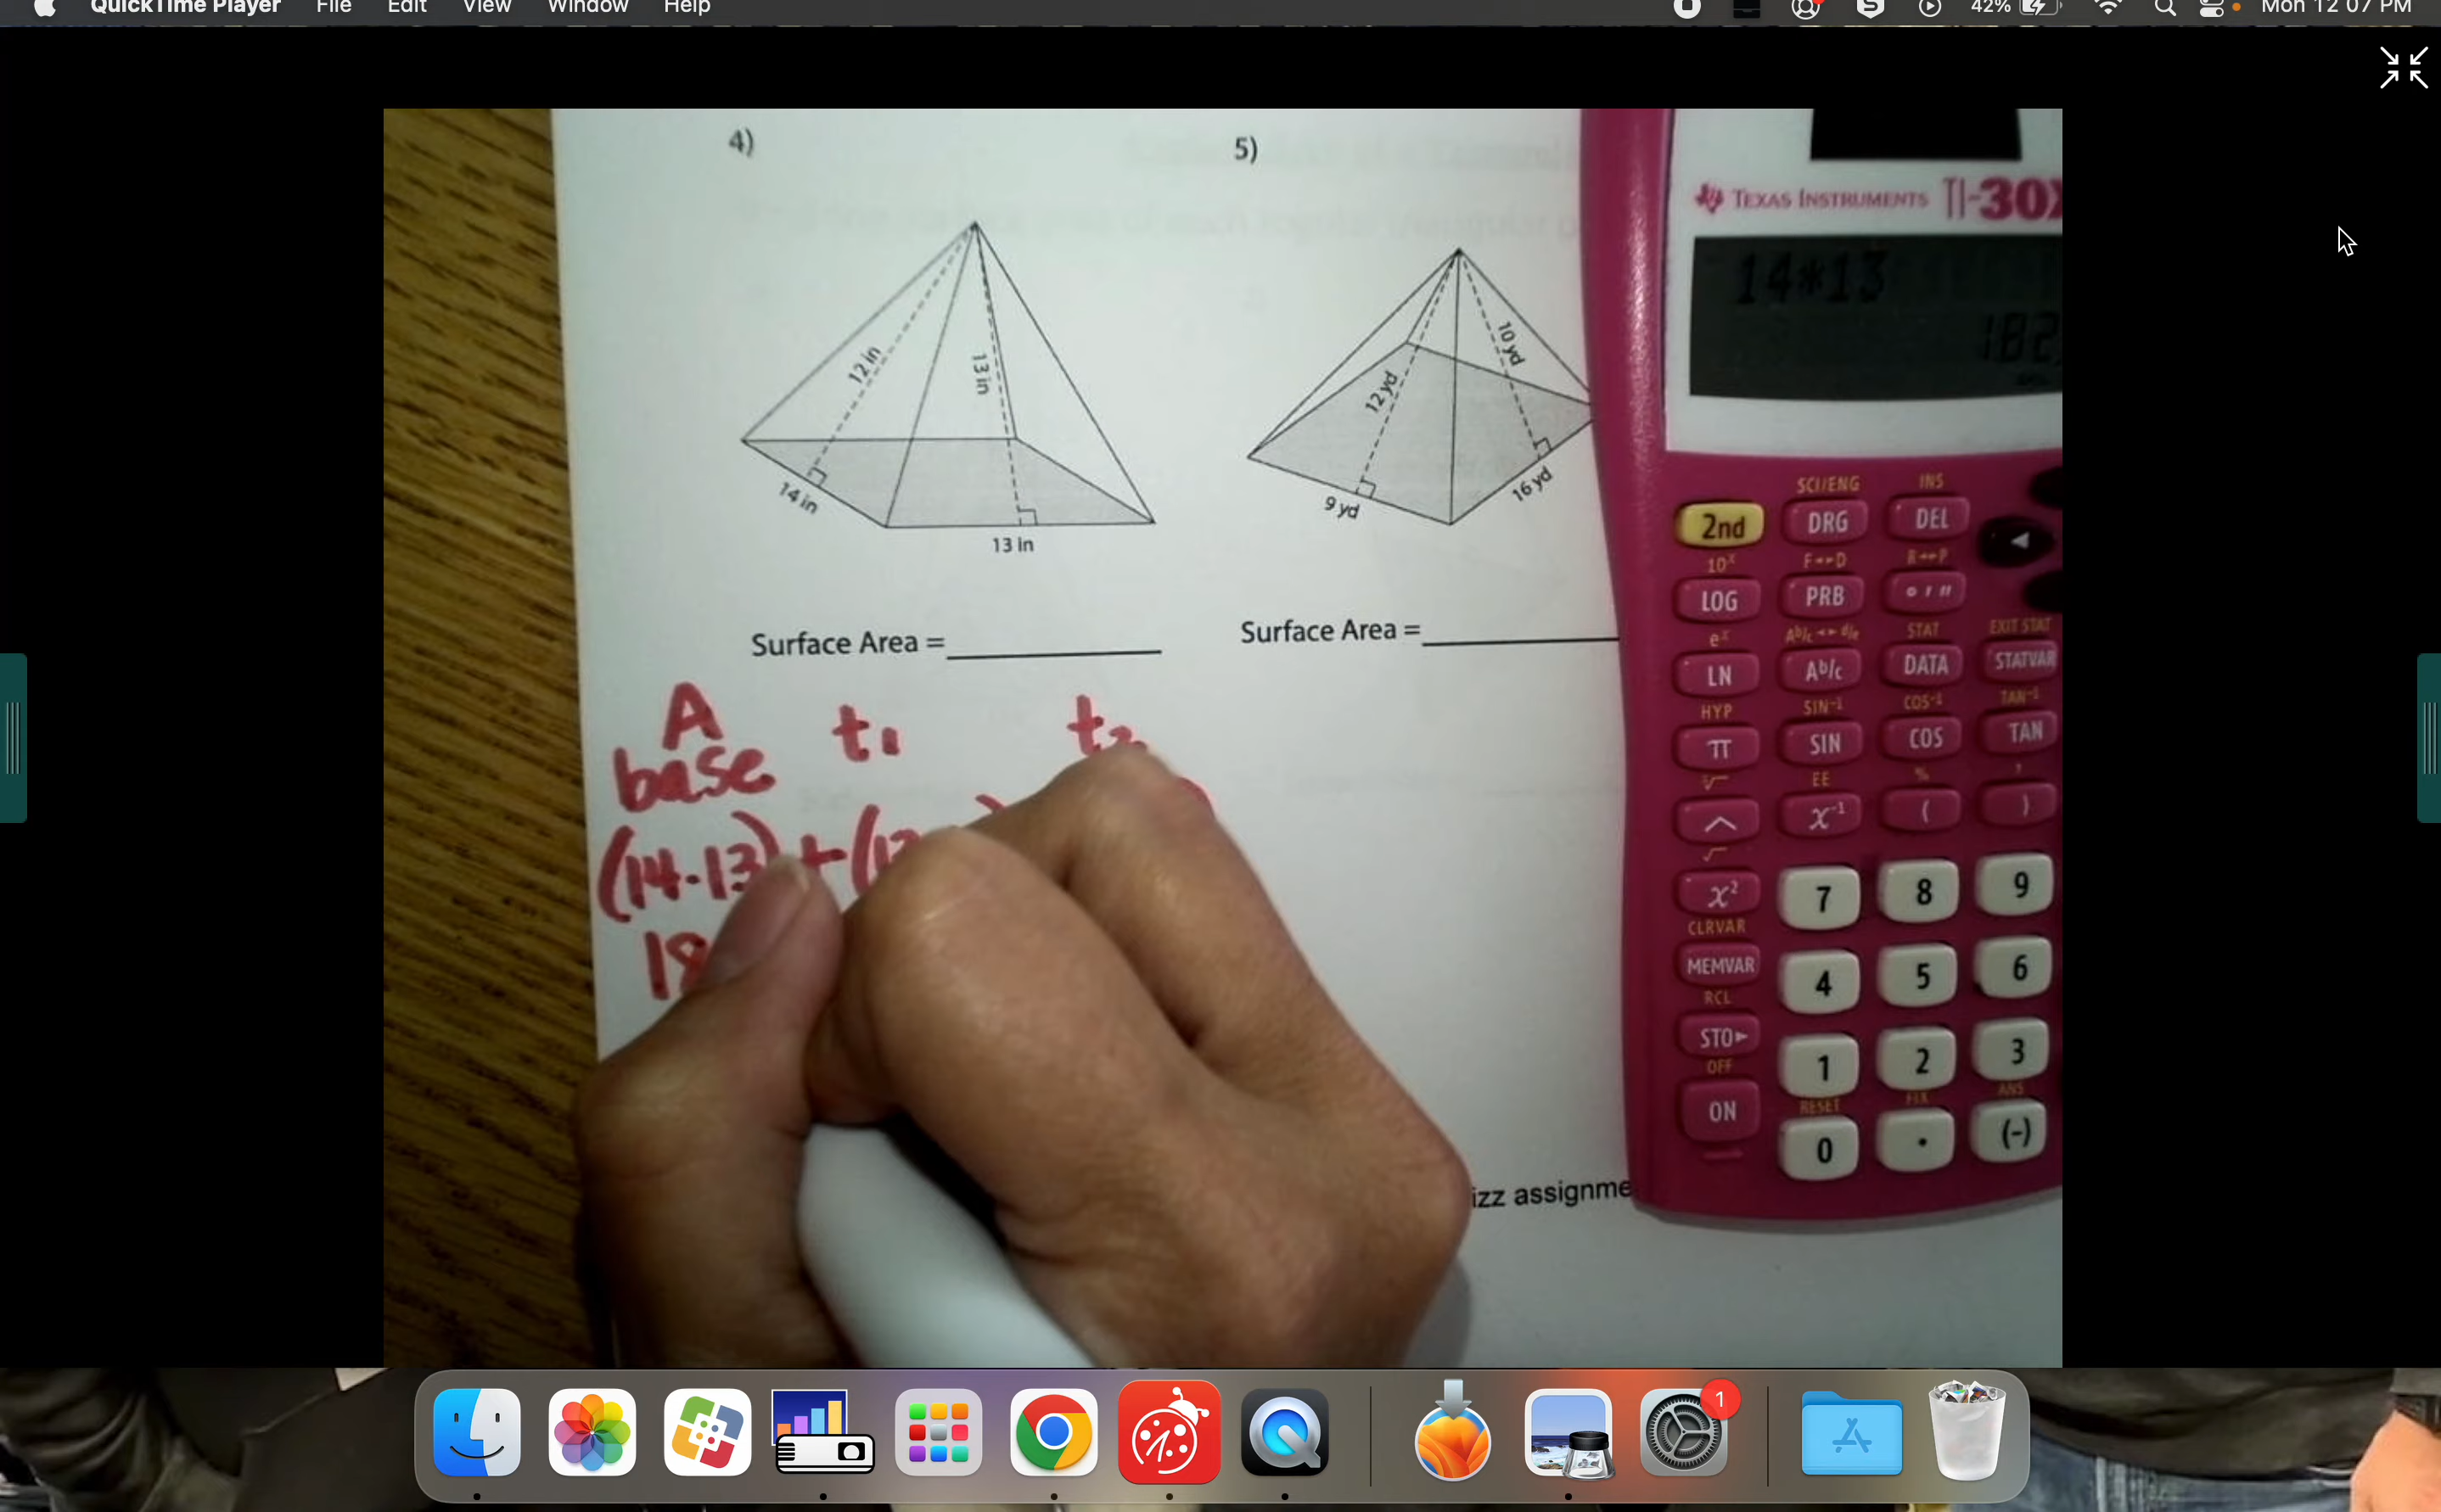 QuickTime Player File Edit View Window Help 42% Mon 12 07 PM
4)
5)
12 in
13 in
14 in
13 in
12 yd
10 yd
9 yd
16 yd
Surface Area =
Surface Area =
A
base
t1
t2
(14·13) + (12
18
izz assignme
TEXAS INSTRUMENTS TI-30X
14*13
182
SCI/ENG INS
2nd DRG DEL
10ˣ F↔D R↔P
LOG PRB ° ' "
eˣ Ab/c↔d/e STAT EXIT STAT
LN Ab/c DATA STATVAR
HYP SIN-1 COS-1 TAN-1
π SIN COS TAN
EE %
^ x-1 ( )
√
x² 7 8 9
CLRVAR
MEMVAR 4 5 6
RCL
STO► 1 2 3
OFF RESET FIX ANS
ON 0 . (-)
1